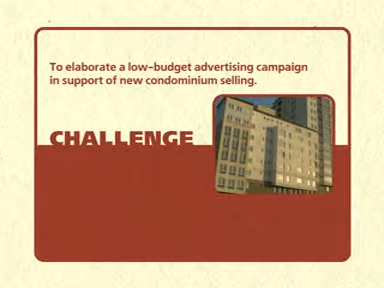 To elaborate a low-budget advertising campaign
in support of new condominium selling.
CHALLENGE